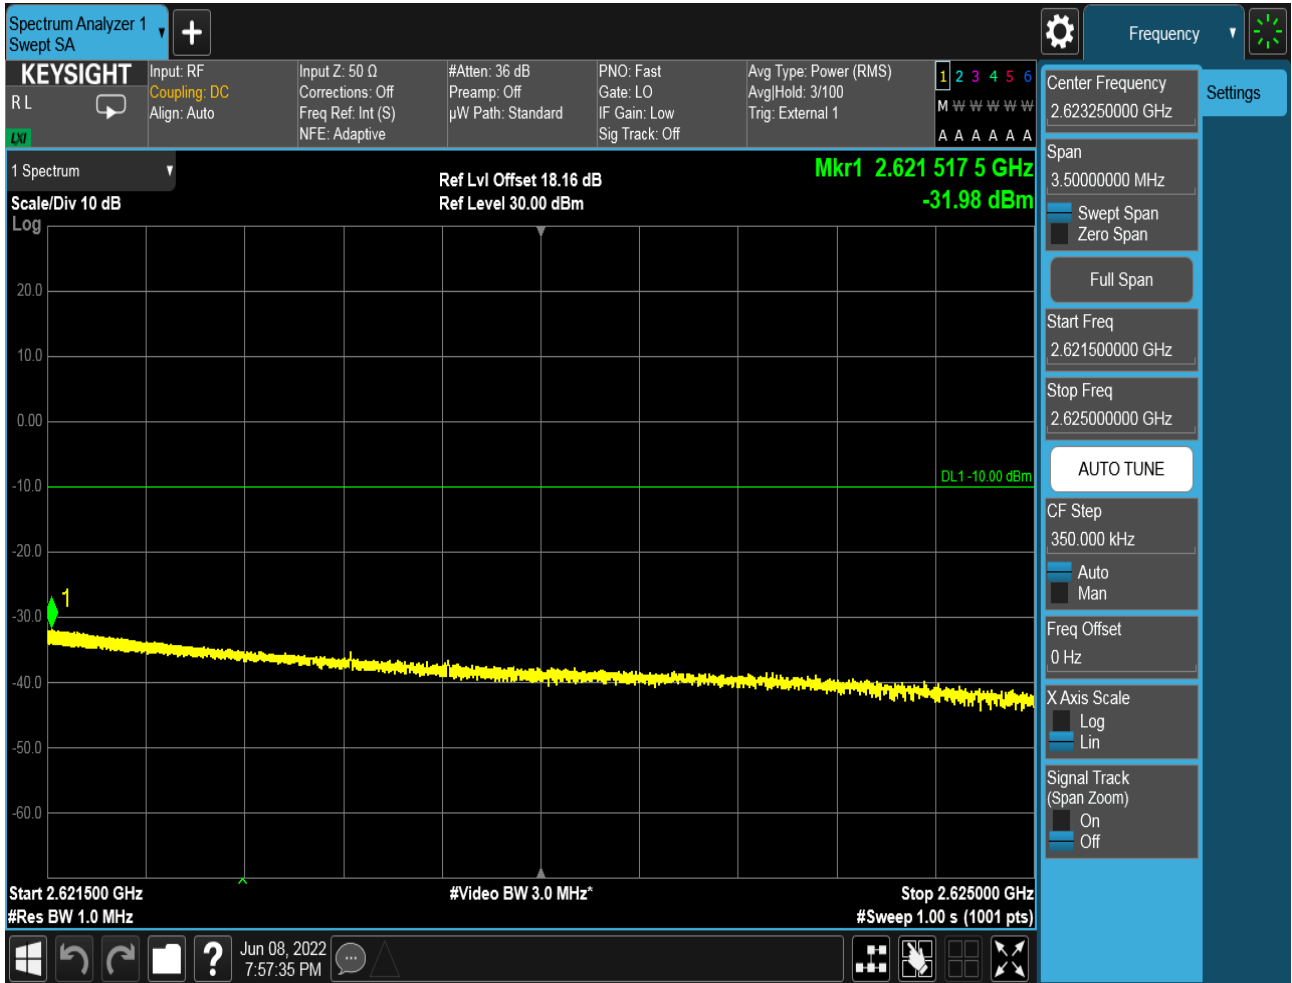 Spectrum Analyzer 1
Swept SA
Frequency
KEYSIGHT
R L
LXI
Input: RF
Coupling: DC
Align: Auto
Input Z: 50 Ω
Corrections: Off
Freq Ref: Int (S)
NFE: Adaptive
#Atten: 36 dB
Preamp: Off
µW Path: Standard
PNO: Fast
Gate: LO
IF Gain: Low
Sig Track: Off
Avg Type: Power (RMS)
Avg|Hold: 3/100
Trig: External 1
1 2 3 4 5 6
M W W W W W
A A A A A A
1 Spectrum
Scale/Div 10 dB
Log
Ref Lvl Offset 18.16 dB
Ref Level 30.00 dBm
Mkr1 2.621 517 5 GHz
-31.98 dBm
20.0
10.0
0.00
-10.0
DL1 -10.00 dBm
-20.0
1
-30.0
-40.0
-50.0
-60.0
Start 2.621500 GHz
#Video BW 3.0 MHz*
Stop 2.625000 GHz
#Res BW 1.0 MHz
#Sweep 1.00 s (1001 pts)
Jun 08, 2022
7:57:35 PM
Center Frequency
2.623250000 GHz
Settings
Span
3.50000000 MHz
Swept Span
Zero Span
Full Span
Start Freq
2.621500000 GHz
Stop Freq
2.625000000 GHz
AUTO TUNE
CF Step
350.000 kHz
Auto
Man
Freq Offset
0 Hz
X Axis Scale
Log
Lin
Signal Track
(Span Zoom)
On
Off